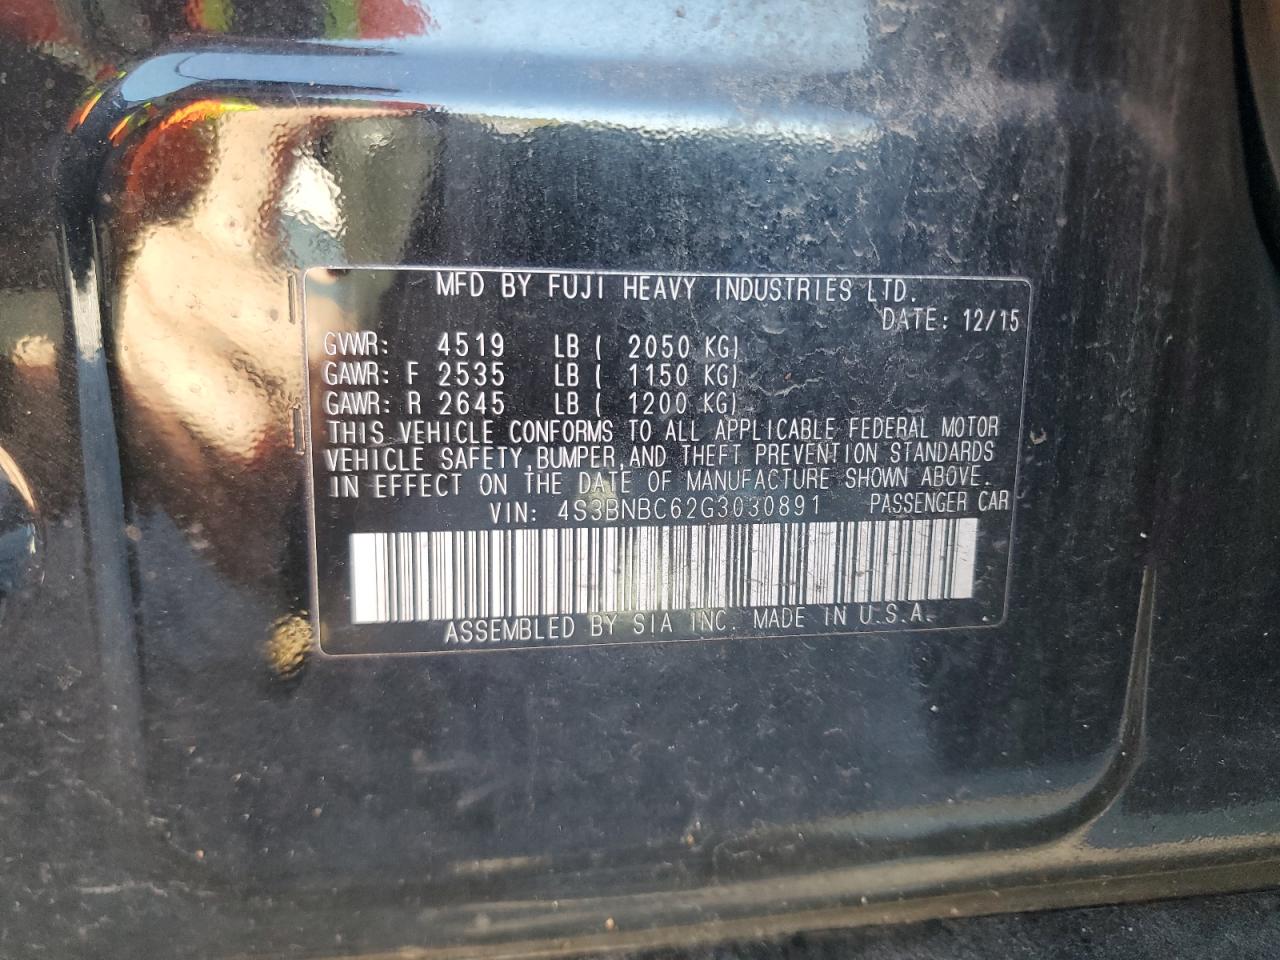 MFD BY FUJI HEAVY INDUSTRIES LTD.
DATE: 12/15
GVWR: 4519 LB ( 2050 KG)
GAWR: F 2535 LB ( 1150 KG)
GAWR: R 2645 LB ( 1200 KG)
THIS VEHICLE CONFORMS TO ALL APPLICABLE FEDERAL MOTOR
VEHICLE SAFETY,BUMPER,AND THEFT PREVENTION STANDARDS
IN EFFECT ON THE DATE OF MANUFACTURE SHOWN ABOVE.
VIN: 4S3BNBC62G3030891 PASSENGER CAR
ASSEMBLED BY SIA INC. MADE IN U.S.A.